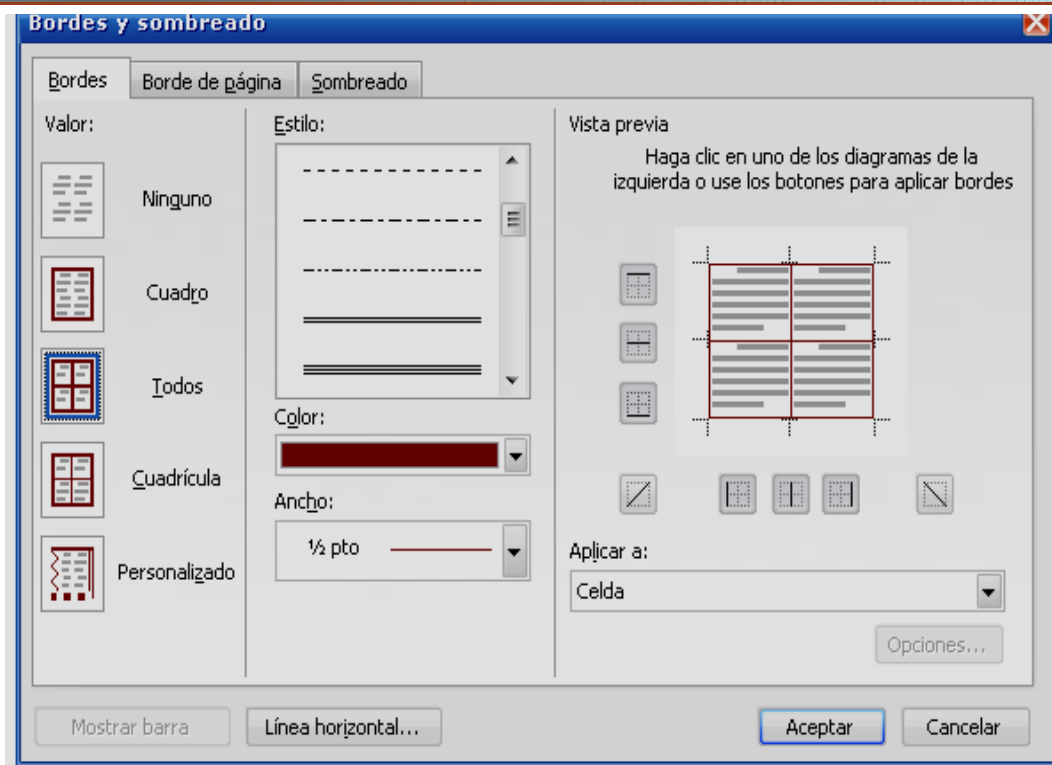 Bordes y sombreado
Bordes
Borde de página
Sombreado
Valor:
Ninguno
Cuadro
Todos
Cuadrícula
Personalizado
Estilo:
Color:
Ancho:
½ pto
Vista previa
Haga clic en uno de los diagramas de la
izquierda o use los botones para aplicar bordes
Aplicar a:
Celda
Opciones...
Mostrar barra
Línea horizontal...
Aceptar
Cancelar